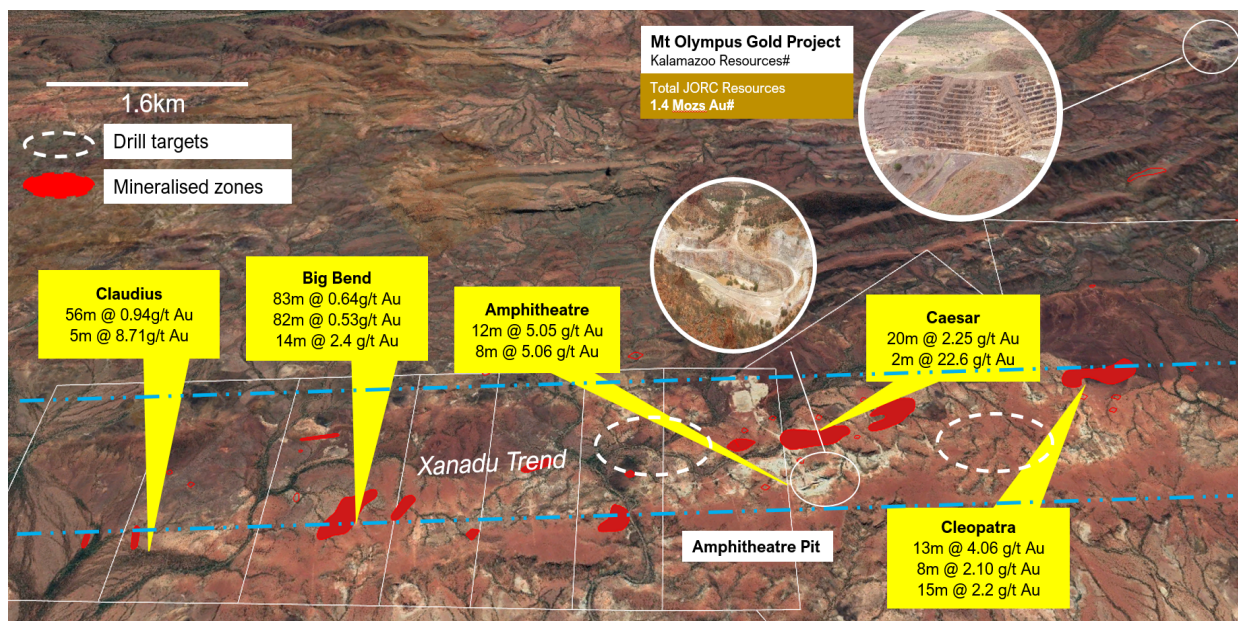 Mt Olympus Gold Project
Kalamazoo Resources#
Total JORC Resources
1.4 Mozs Au#
1.6km
Drill targets
Mineralised zones
Claudius
56m @ 0.94g/t Au
5m @ 8.71g/t Au
Big Bend
83m @ 0.64g/t Au
82m @ 0.53g/t Au
14m @ 2.4 g/t Au
Amphitheatre
12m @ 5.05 g/t Au
8m @ 5.06 g/t Au
Caesar
20m @ 2.25 g/t Au
2m @ 22.6 g/t Au
Xanadu Trend
Amphitheatre Pit
Cleopatra
13m @ 4.06 g/t Au
8m @ 2.10 g/t Au
15m @ 2.2 g/t Au